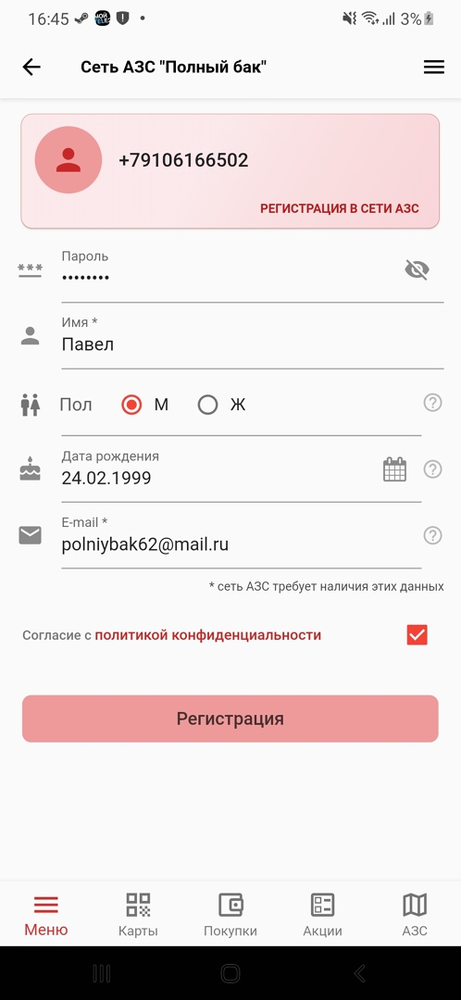 16:45
3%
Сеть АЗС "Полный бак"
+79106166502
РЕГИСТРАЦИЯ В СЕТИ АЗС
Пароль
••••••••
Имя *
Павел
Пол М Ж
Дата рождения
24.02.1999
E-mail *
polniybak62@mail.ru
* сеть АЗС требует наличия этих данных
Согласие с политикой конфиденциальности
Регистрация
Меню Карты Покупки Акции АЗС